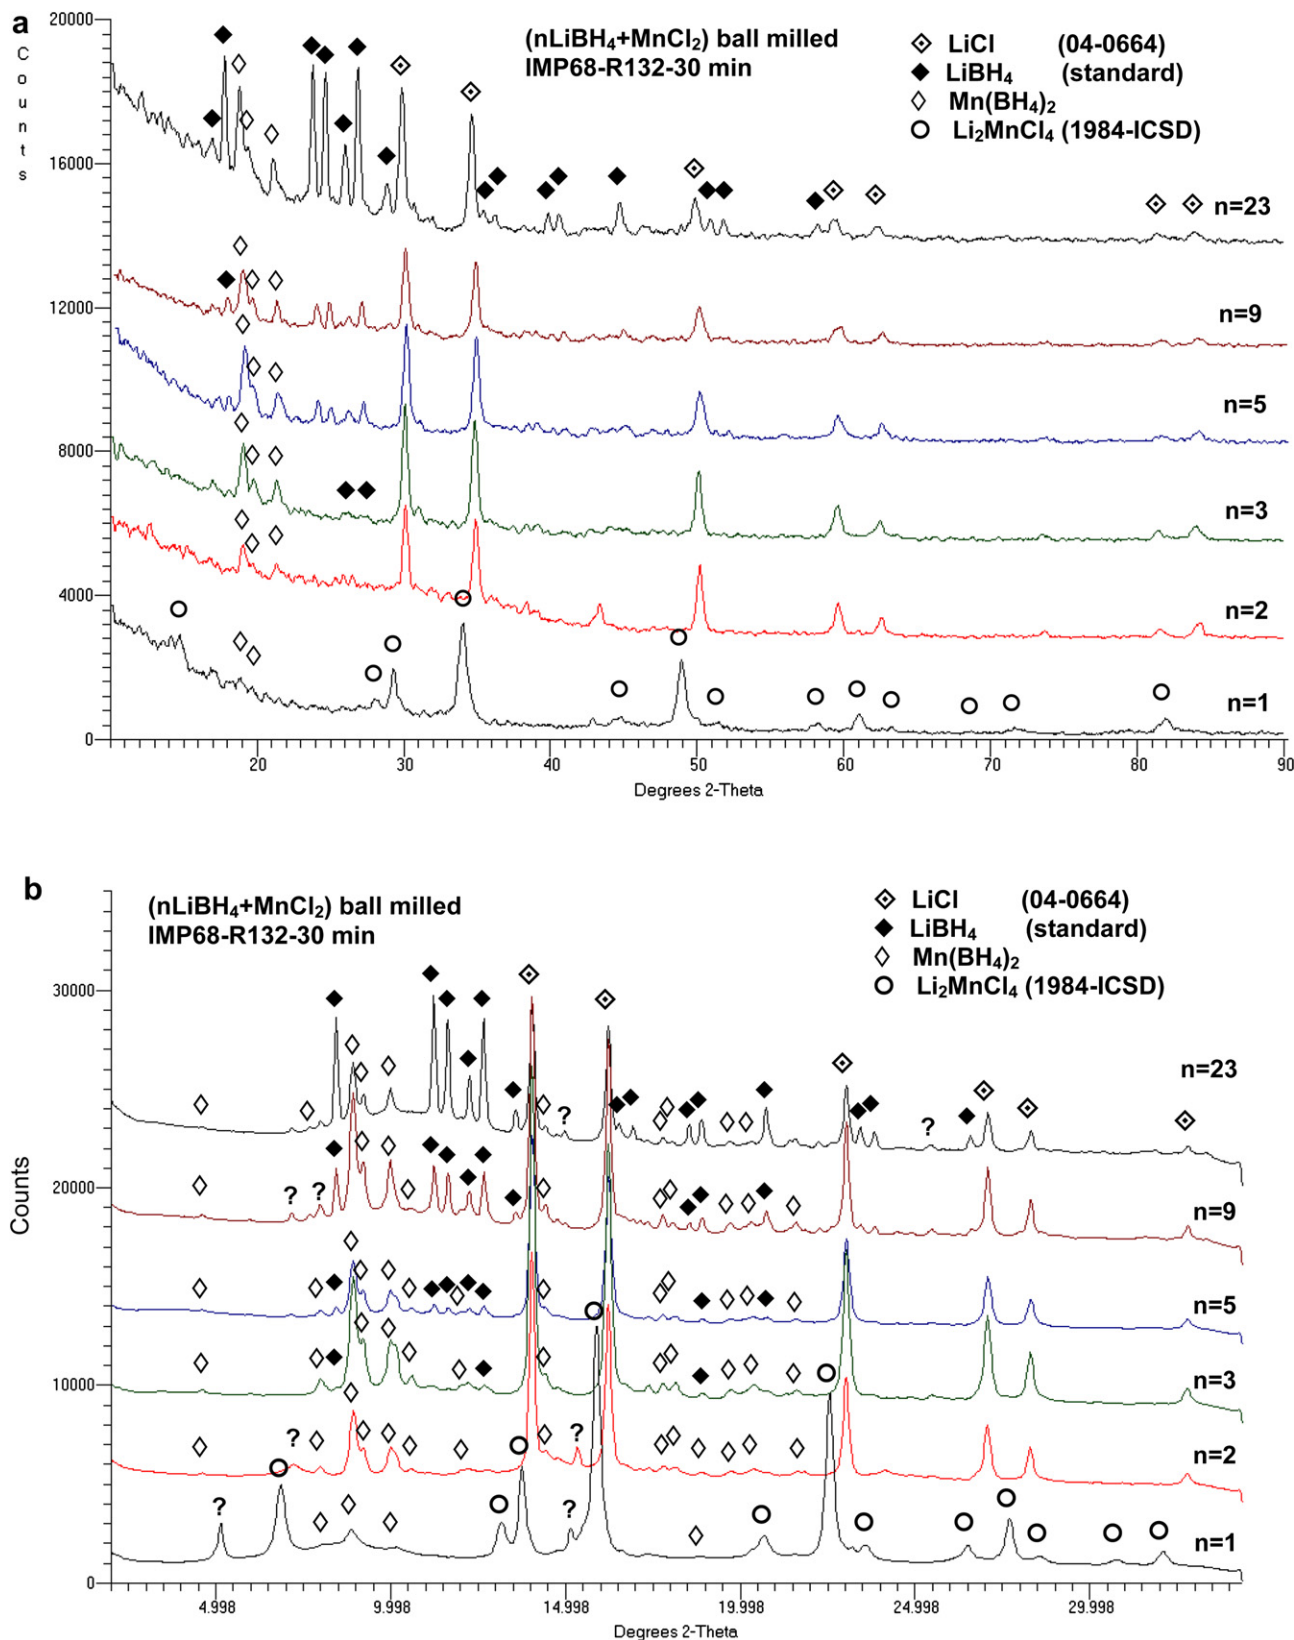 a
20000
16000
12000
8000
4000
0
Counts
(nLiBH4+MnCl2) ball milled
IMP68-R132-30 min
LiCl (04-0664)
LiBH4 (standard)
Mn(BH4)2
Li2MnCl4 (1984-ICSD)
n=23
n=9
n=5
n=3
n=2
n=1
20 30 40 50 60 70 80 90
Degrees 2-Theta
b
(nLiBH4+MnCl2) ball milled
IMP68-R132-30 min
LiCl (04-0664)
LiBH4 (standard)
Mn(BH4)2
Li2MnCl4 (1984-ICSD)
30000
20000
10000
0
Counts
n=23
? ?
n=9
? ?
n=5
n=3
n=2
? ?
n=1
? ?
4.998 9.998 14.998 19.998 24.998 29.998
Degrees 2-Theta